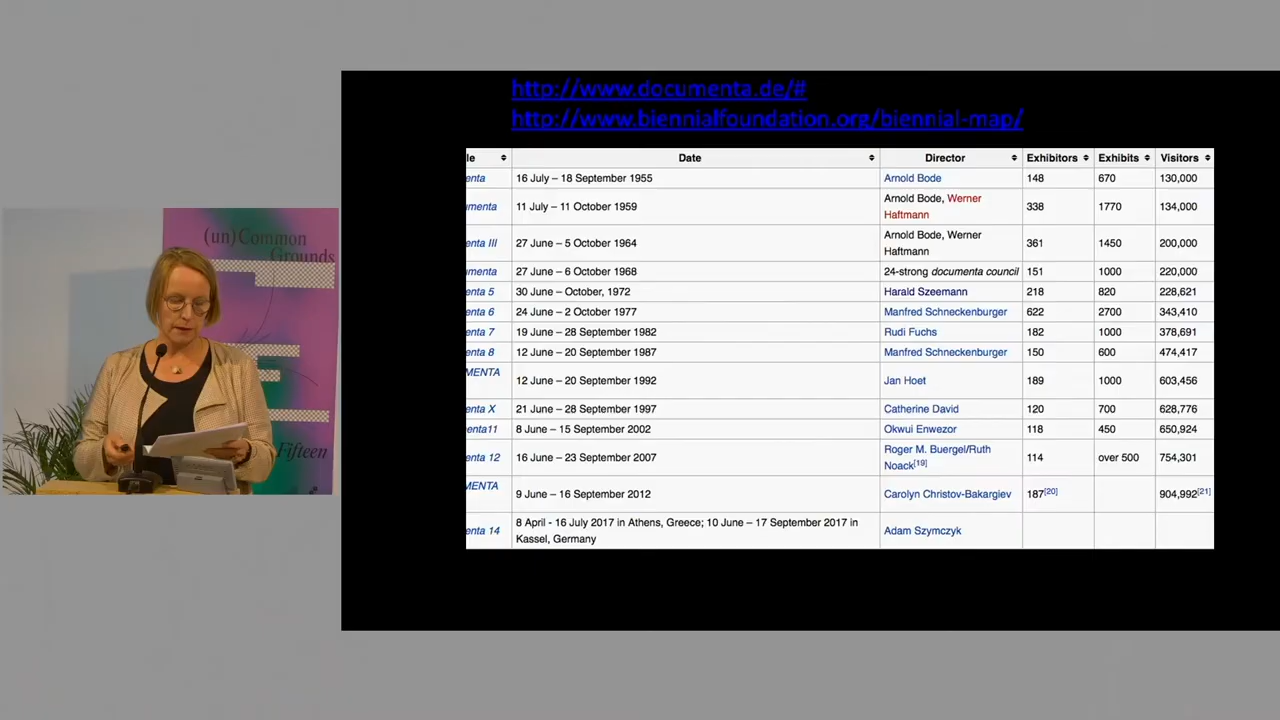 http://www.documenta.de/#
http://www.biennialfoundation.org/biennial-map/
le Date Director Exhibitors Exhibits Visitors
enta 16 July – 18 September 1955 Arnold Bode 148 670 130,000
umenta 11 July – 11 October 1959 Arnold Bode, Werner Haftmann 338 1770 134,000
enta III 27 June – 5 October 1964 Arnold Bode, Werner Haftmann 361 1450 200,000
umenta 27 June – 6 October 1968 24-strong documenta council 151 1000 220,000
enta 5 30 June – October, 1972 Harald Szeemann 218 820 228,621
enta 6 24 June – 2 October 1977 Manfred Schneckenburger 622 2700 343,410
enta 7 19 June – 28 September 1982 Rudi Fuchs 182 1000 378,691
enta 8 12 June – 20 September 1987 Manfred Schneckenburger 150 600 474,417
MENTA 12 June – 20 September 1992 Jan Hoet 189 1000 603,456
enta X 21 June – 28 September 1997 Catherine David 120 700 628,776
enta11 8 June – 15 September 2002 Okwui Enwezor 118 450 650,924
enta 12 16 June – 23 September 2007 Roger M. Buergel/Ruth Noack[19] 114 over 500 754,301
MENTA 9 June – 16 September 2012 Carolyn Christov-Bakargiev 187[20] 904,992[21]
enta 14 8 April - 16 July 2017 in Athens, Greece; 10 June – 17 September 2017 in Kassel, Germany Adam Szymczyk
(un)Common
Grounds
Fifteen